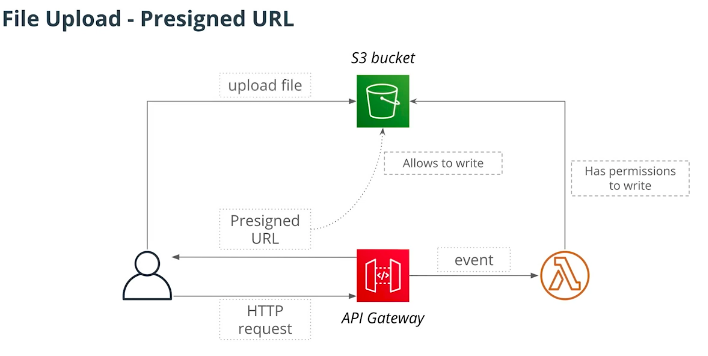 File Upload - Presigned URL
S3 bucket
upload file
Allows to write
Has permissions
to write
Presigned
URL
event
HTTP
request
API Gateway